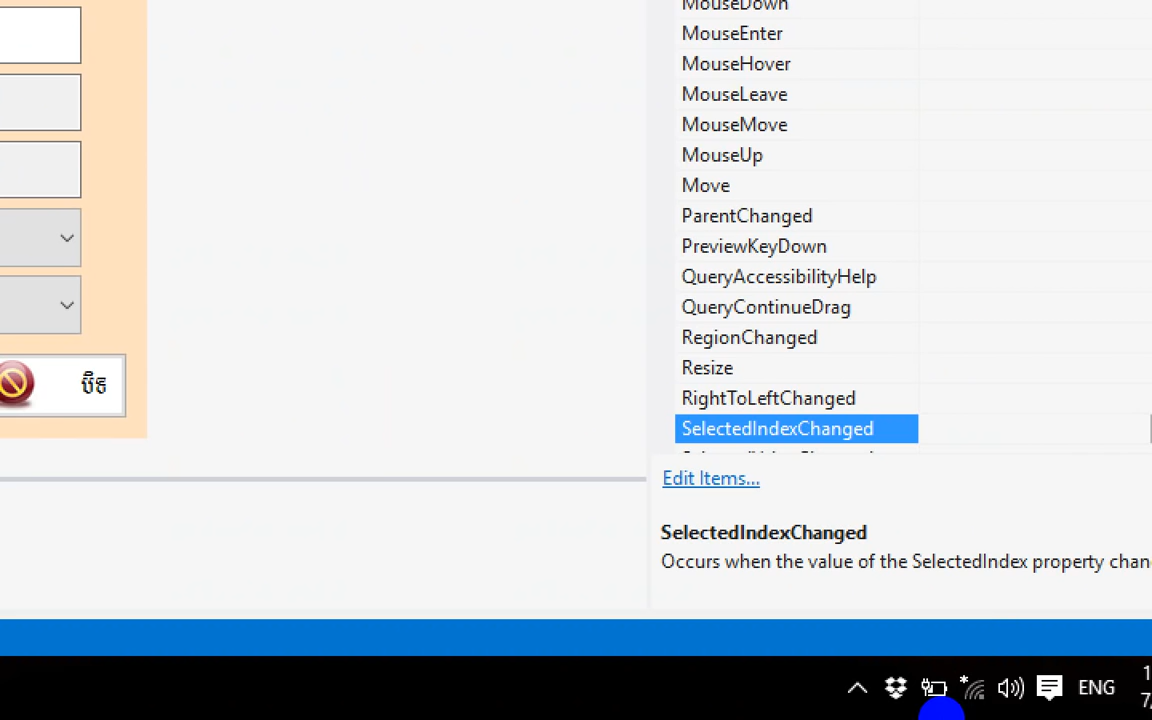 MouseDown
MouseEnter
MouseHover
MouseLeave
MouseMove
MouseUp
Move
ParentChanged
PreviewKeyDown
QueryAccessibilityHelp
QueryContinueDrag
RegionChanged
Resize
RightToLeftChanged
SelectedIndexChanged
បិទ
Edit Items...
SelectedIndexChanged
Occurs when the value of the SelectedIndex property chan
ENG